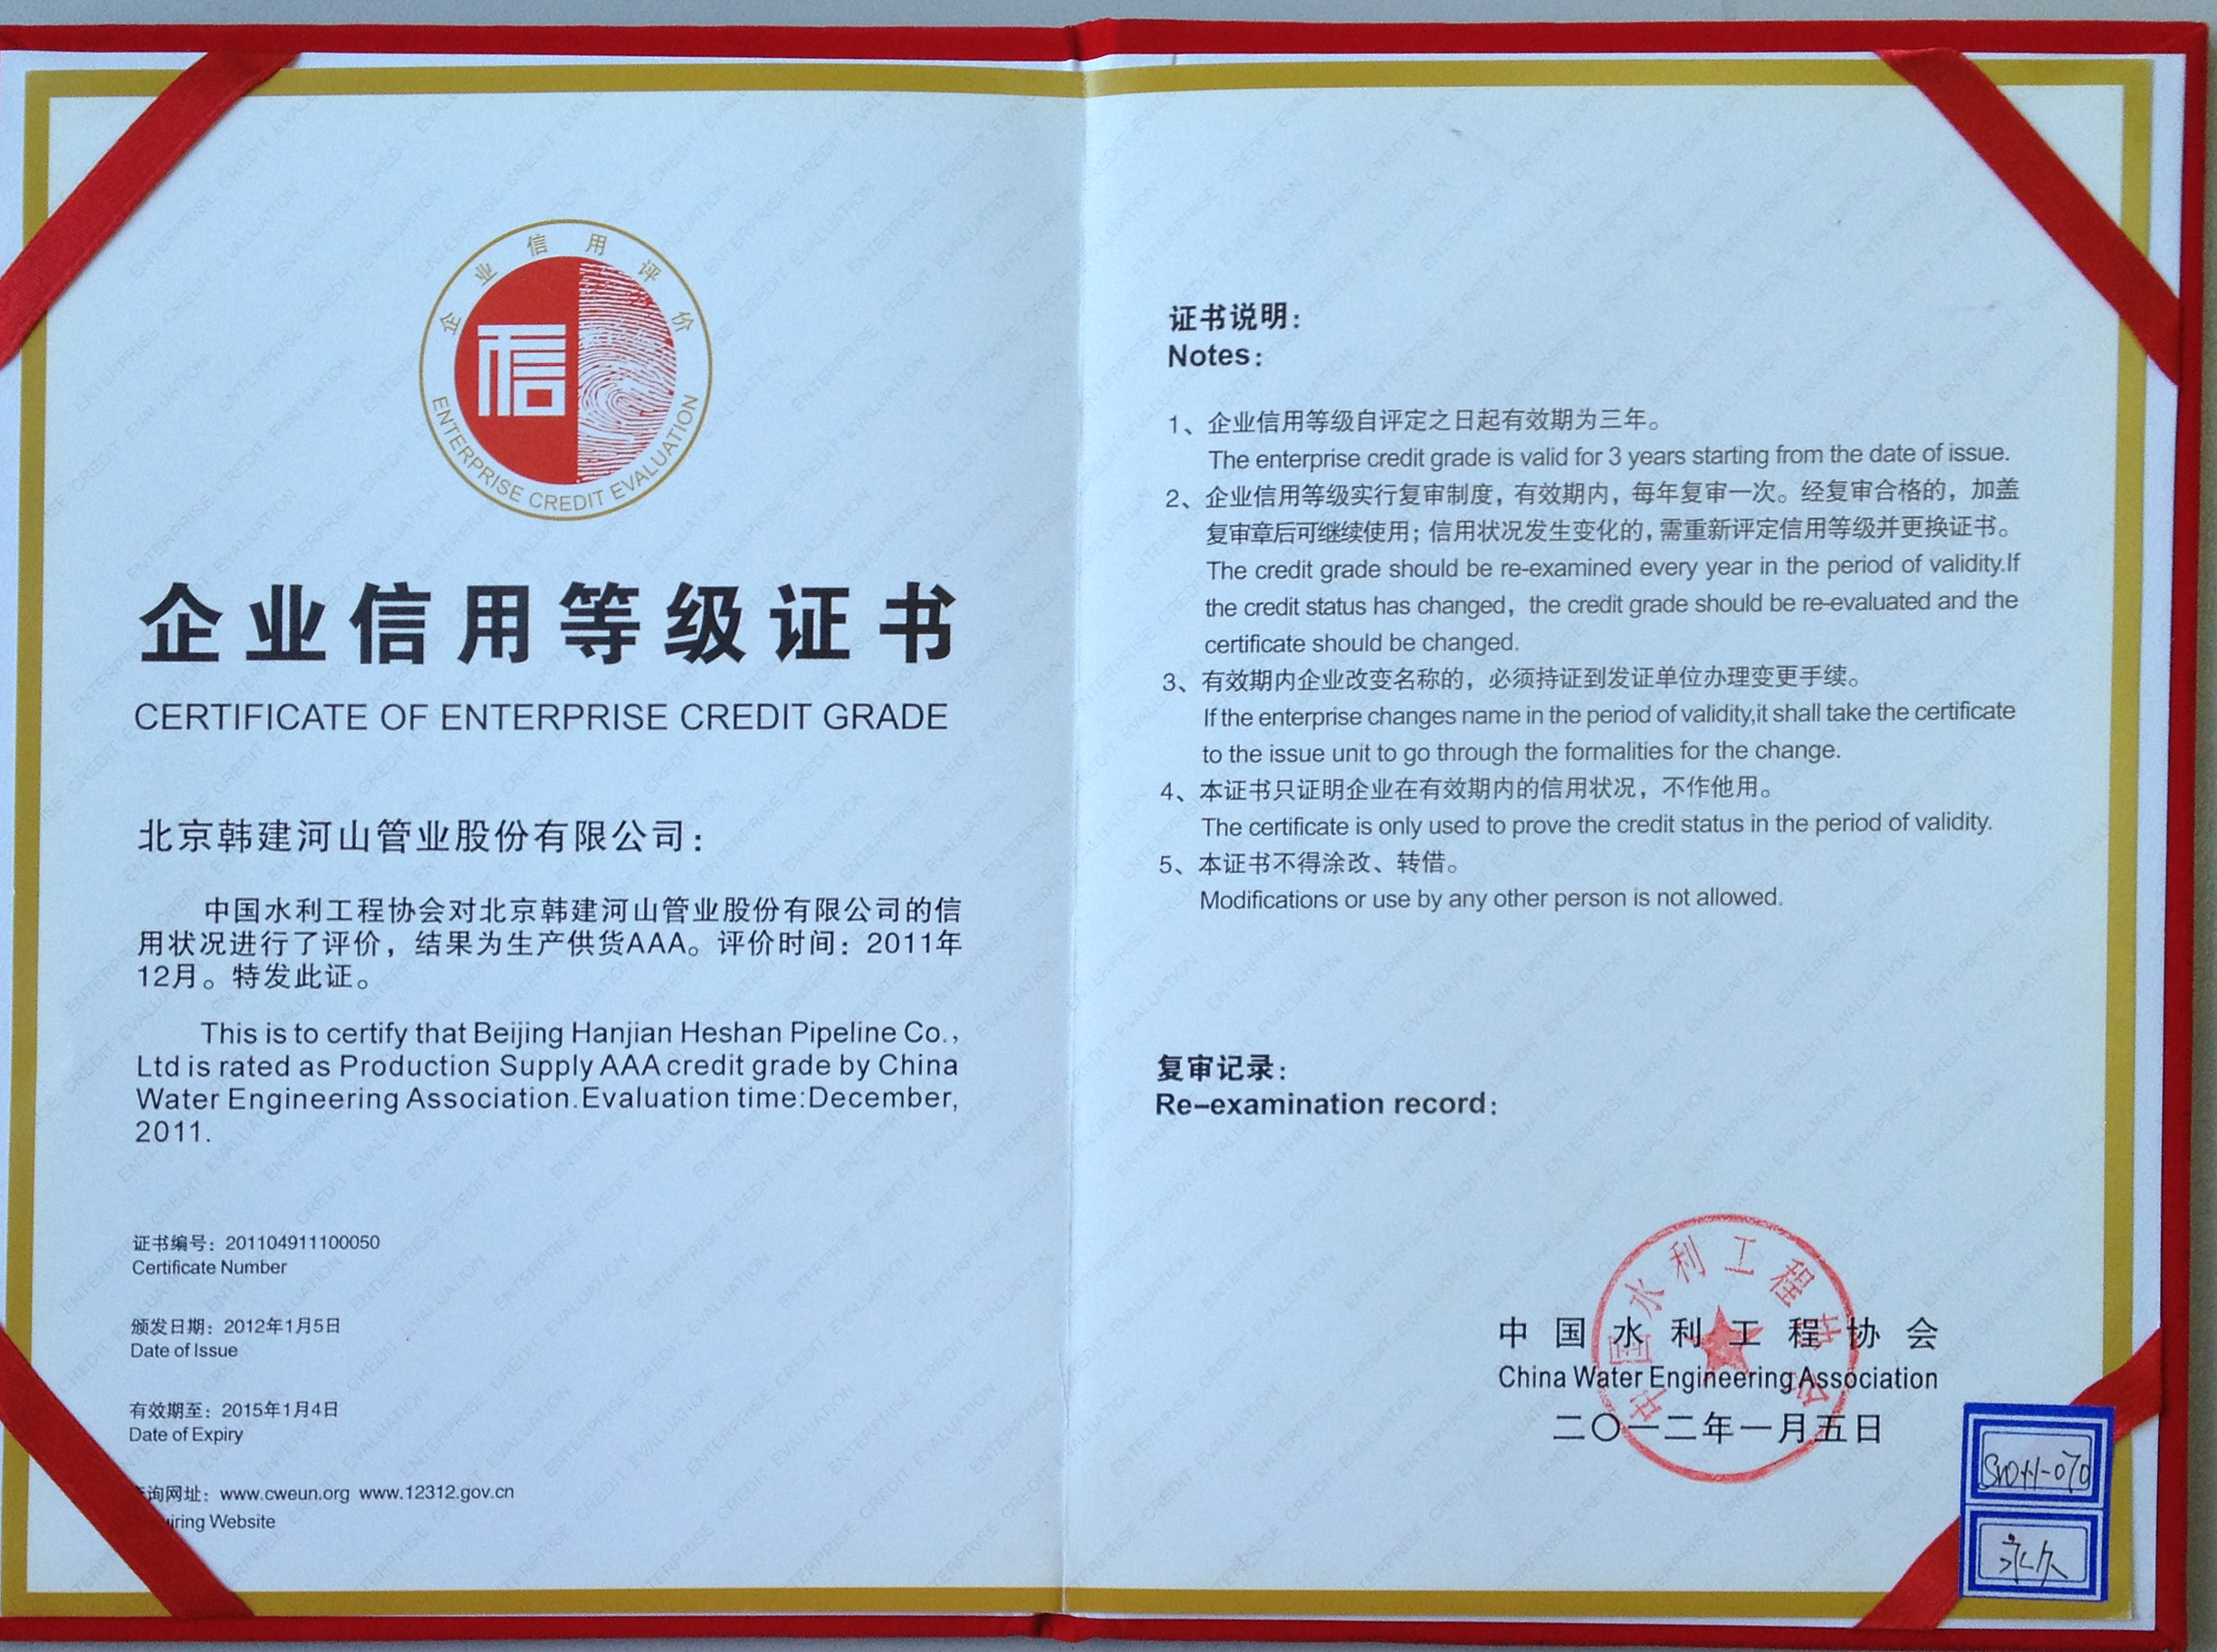 企业信用评价
信
ENTERPRISE CREDIT EVALUATION
企业信用等级证书
CERTIFICATE OF ENTERPRISE CREDIT GRADE
北京韩建河山管业股份有限公司：
中国水利工程协会对北京韩建河山管业股份有限公司的信
用状况进行了评价，结果为生产供货AAA。评价时间：2011年
12月。特发此证。
This is to certify that Beijing Hanjian Heshan Pipeline Co.,
Ltd is rated as Production Supply AAA credit grade by China
Water Engineering Association.Evaluation time:December,
2011.
证书编号：201104911100050
Certificate Number
颁发日期：2012年1月5日
Date of Issue
有效期至：2015年1月4日
Date of Expiry
询网址：www.cweun.org www.12312.gov.cn
iring Website
证书说明：
Notes：
1、企业信用等级自评定之日起有效期为三年。
The enterprise credit grade is valid for 3 years starting from the date of issue.
2、企业信用等级实行复审制度，有效期内，每年复审一次。经复审合格的，加盖
复审章后可继续使用；信用状况发生变化的，需重新评定信用等级并更换证书。
The credit grade should be re-examined every year in the period of validity.If
the credit status has changed，the credit grade should be re-evaluated and the
certificate should be changed.
3、有效期内企业改变名称的，必须持证到发证单位办理变更手续。
If the enterprise changes name in the period of validity,it shall take the certificate
to the issue unit to go through the formalities for the change.
4、本证书只证明企业在有效期内的信用状况，不作他用。
The certificate is only used to prove the credit status in the period of validity.
5、本证书不得涂改、转借。
Modifications or use by any other person is not allowed.
复审记录：
Re–examination record：
中国水利工程协会
中国水利工程协会
China Water Engineering Association
二〇一二年一月五日
永久